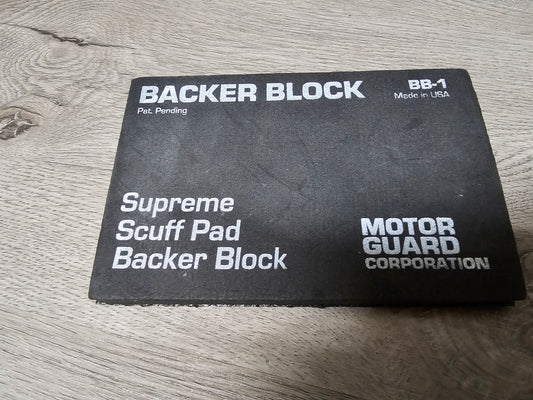 BACKER BLOCK
Pat. Pending
BB-1
Made in USA
Supreme
Scuff Pad
Backer Block
MOTOR
GUARD
CORPORATION